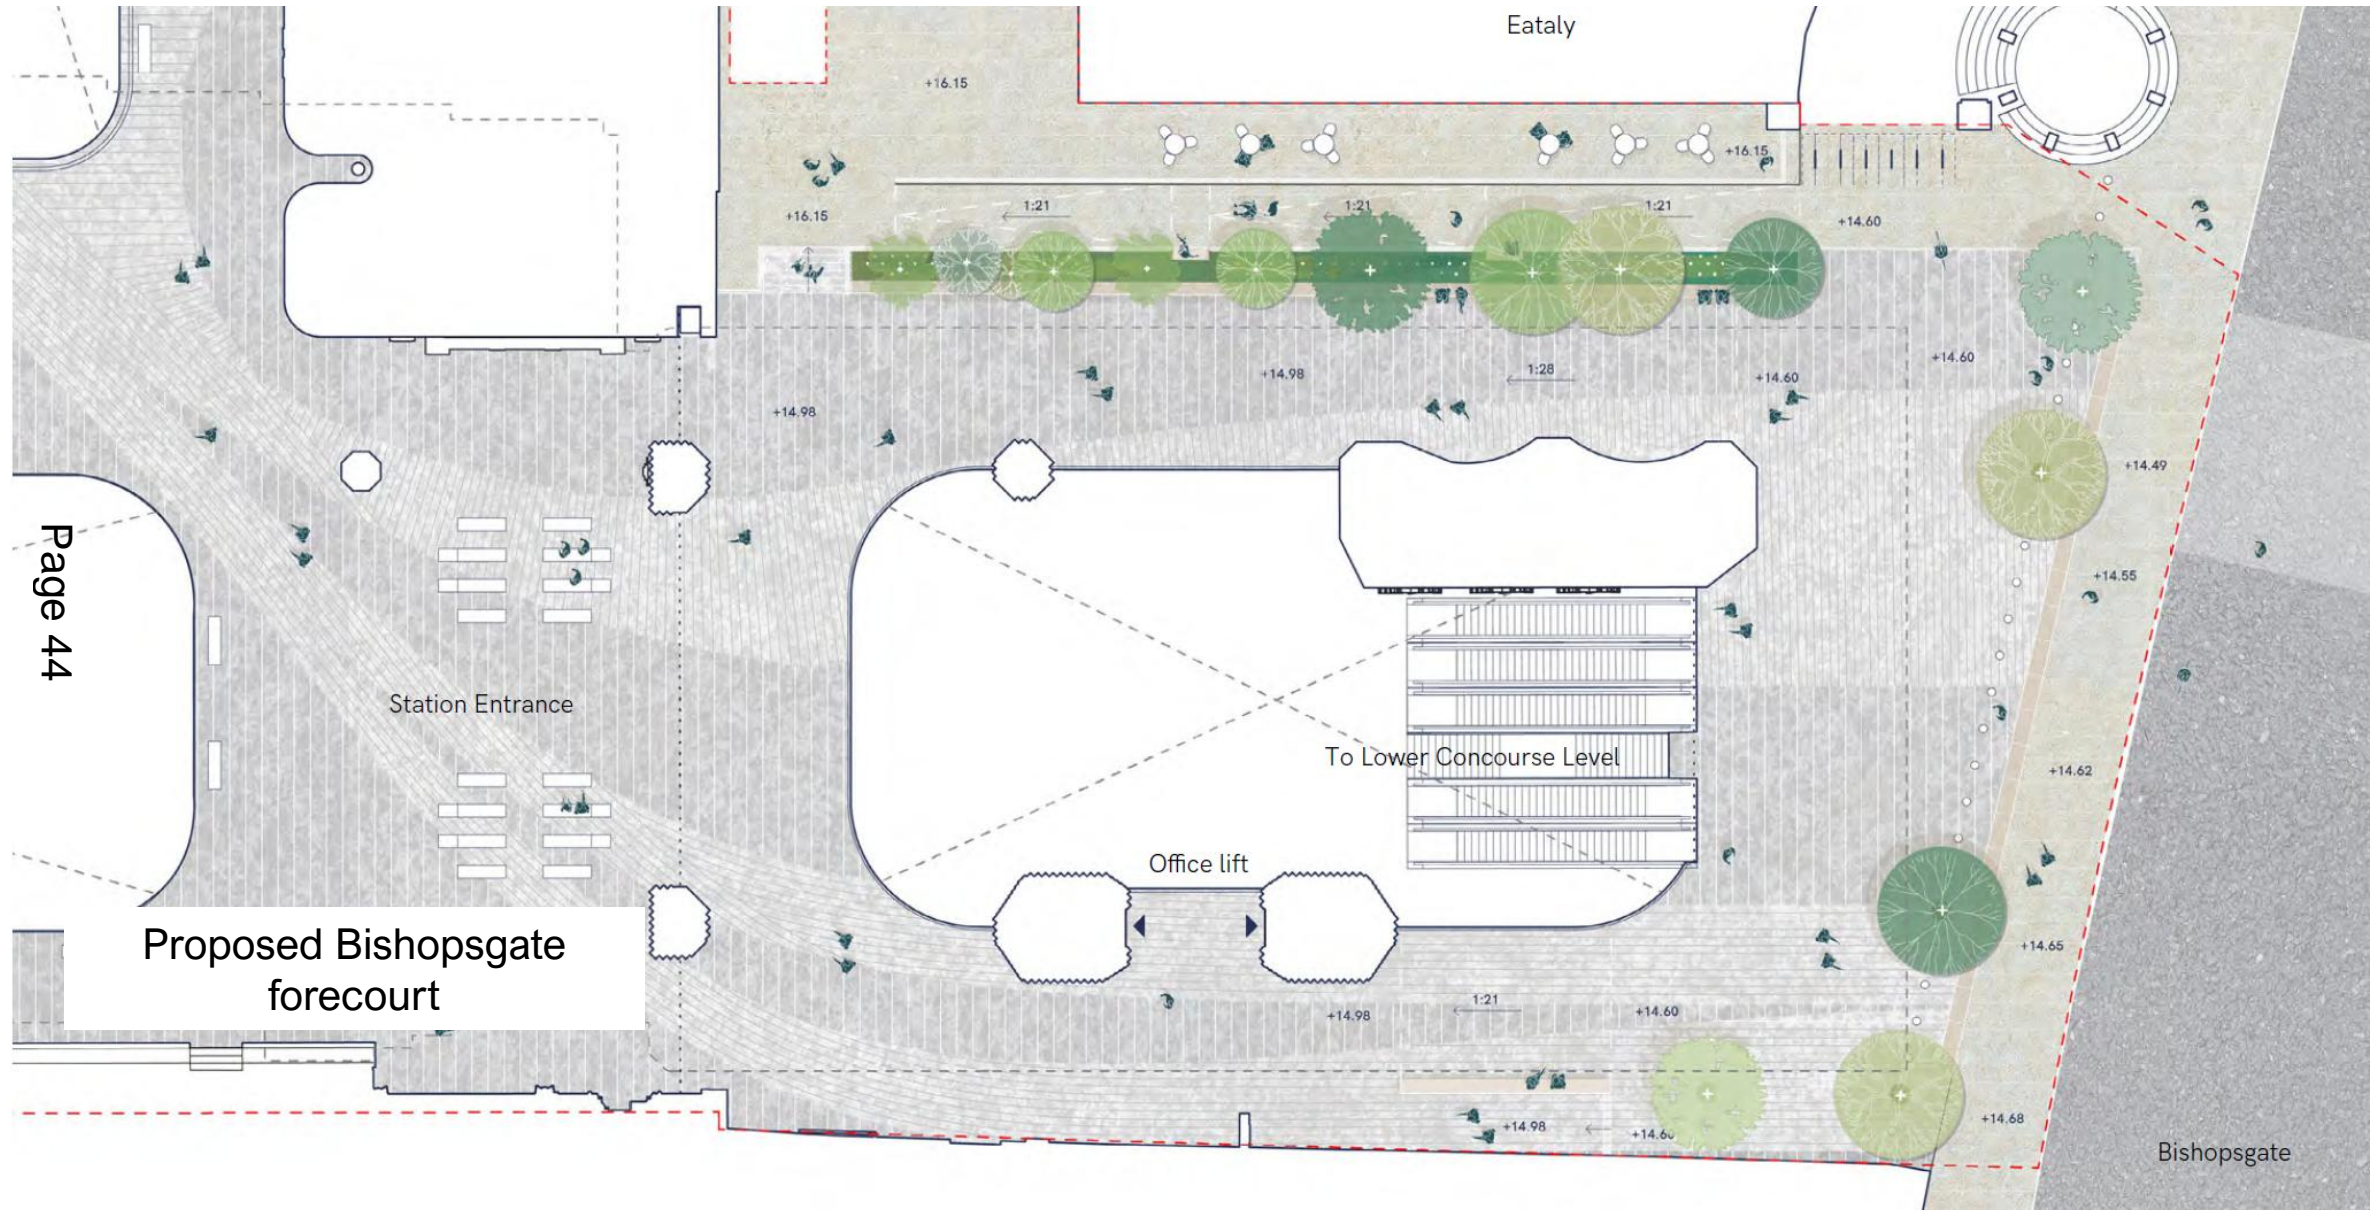 Eataly
+16.15
+16.15
+16.15
1:21
1:21
1:21
+14.60
+14.98
1:28
+14.60
+14.60
+14.98
+14.49
Page 44
+14.55
Station Entrance
To Lower Concourse Level
+14.62
Office lift
Proposed Bishopsgate
forecourt
+14.65
1:21
+14.98
+14.60
+14.98
+14.60
+14.68
Bishopsgate